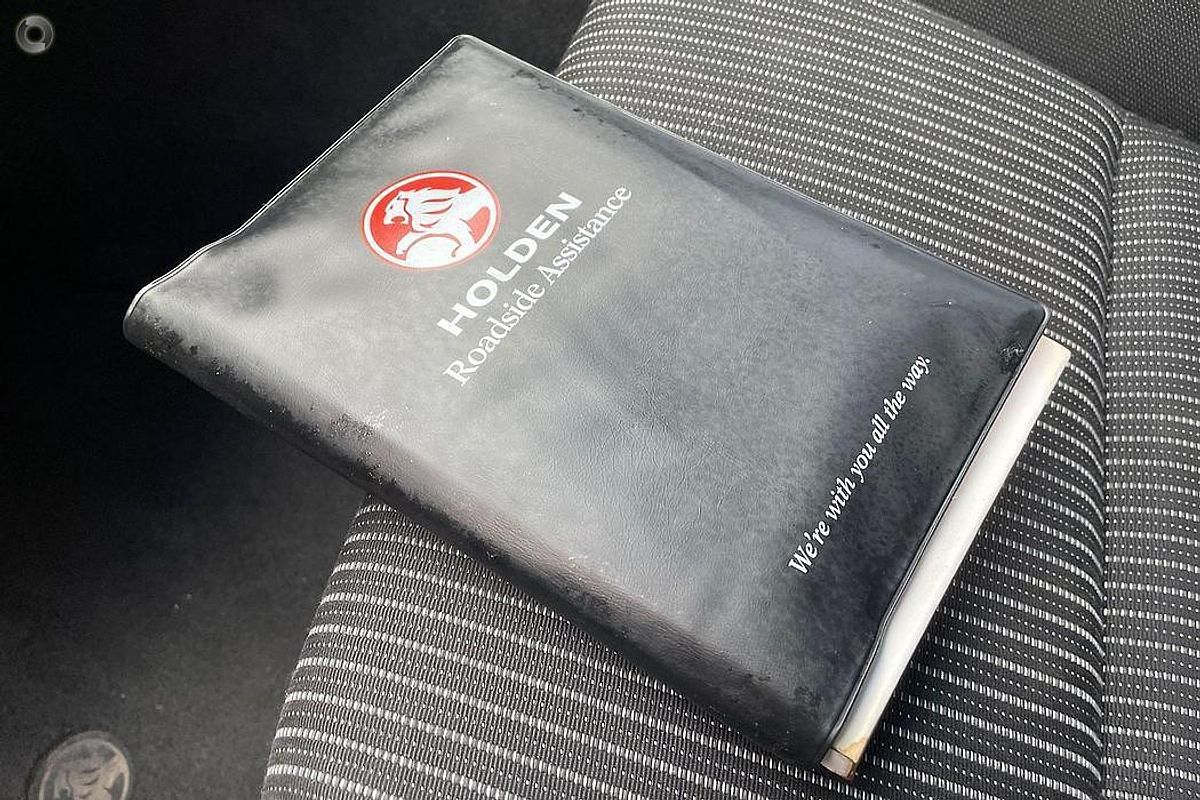 HOLDEN
Roadside Assistance
We're with you all the way.